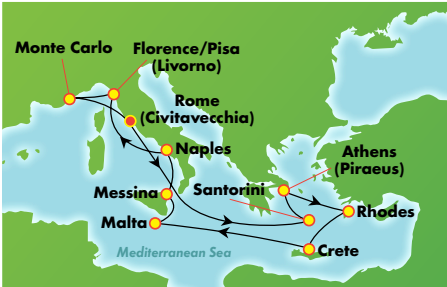 Monte Carlo
Florence/Pisa
(Livorno)
Rome
(Civitavecchia)
Naples
Athens
(Piraeus)
Messina
Santorini
Rhodes
Malta
Mediterranean Sea
Crete